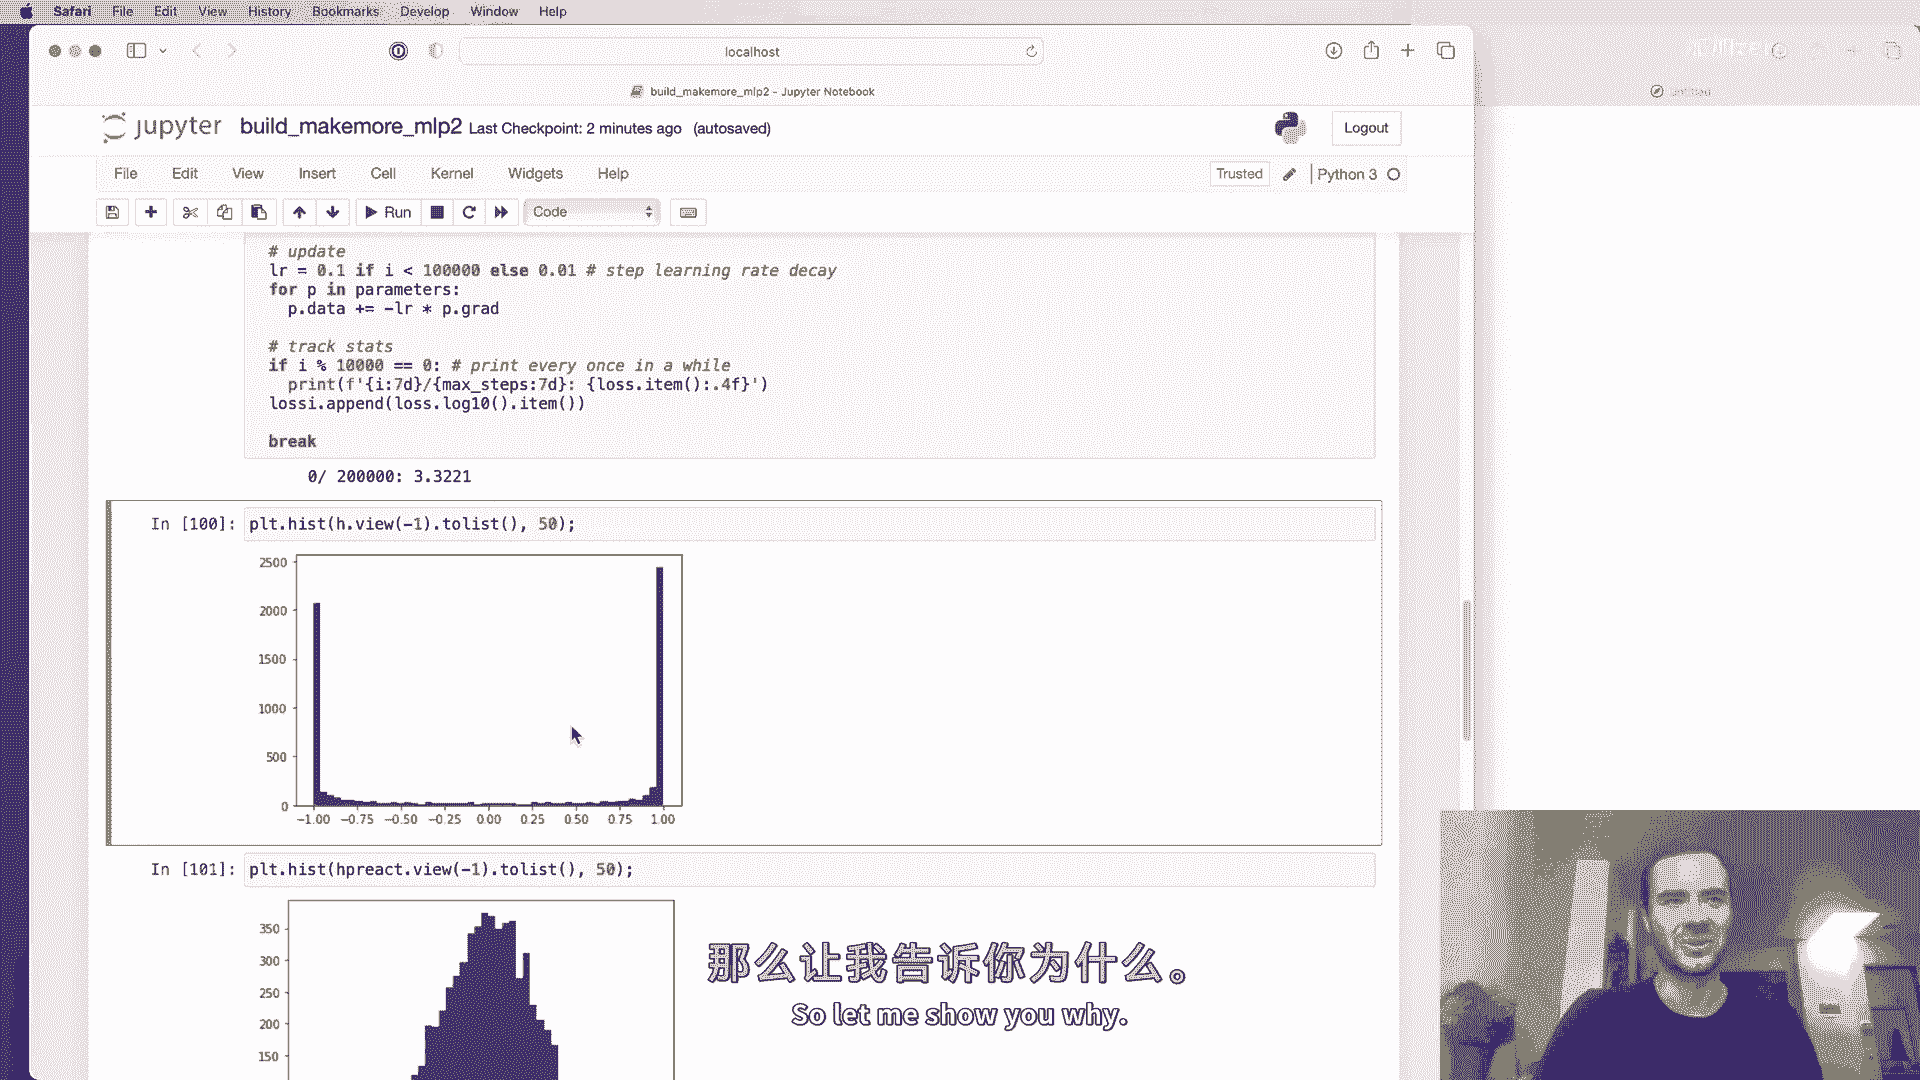 Safari File Edit View History Bookmarks Develop Window Help
localhost
build_makemore_mlp2 - Jupyter Notebook
Untitled
jupyter build_makemore_mlp2 Last Checkpoint: 2 minutes ago (autosaved)
Logout
File Edit View Insert Cell Kernel Widgets Help
Trusted
Python 3
Run
Code
# update
lr = 0.1 if i < 100000 else 0.01 # step learning rate decay
for p in parameters:
p.data += -lr * p.grad
# track stats
if i % 10000 == 0: # print every once in a while
print(f'{i:7d}/{max_steps:7d}: {loss.item():.4f}')
lossi.append(loss.log10().item())
break
0/ 200000: 3.3221
In [100]: plt.hist(h.view(-1).tolist(), 50);
2500
2000
1500
1000
500
0
−1.00 −0.75 −0.50 −0.25 0.00 0.25 0.50 0.75 1.00
In [101]: plt.hist(hpreact.view(-1).tolist(), 50);
350
300
250
200
150
那么让我告诉你为什么。
So let me show you why.